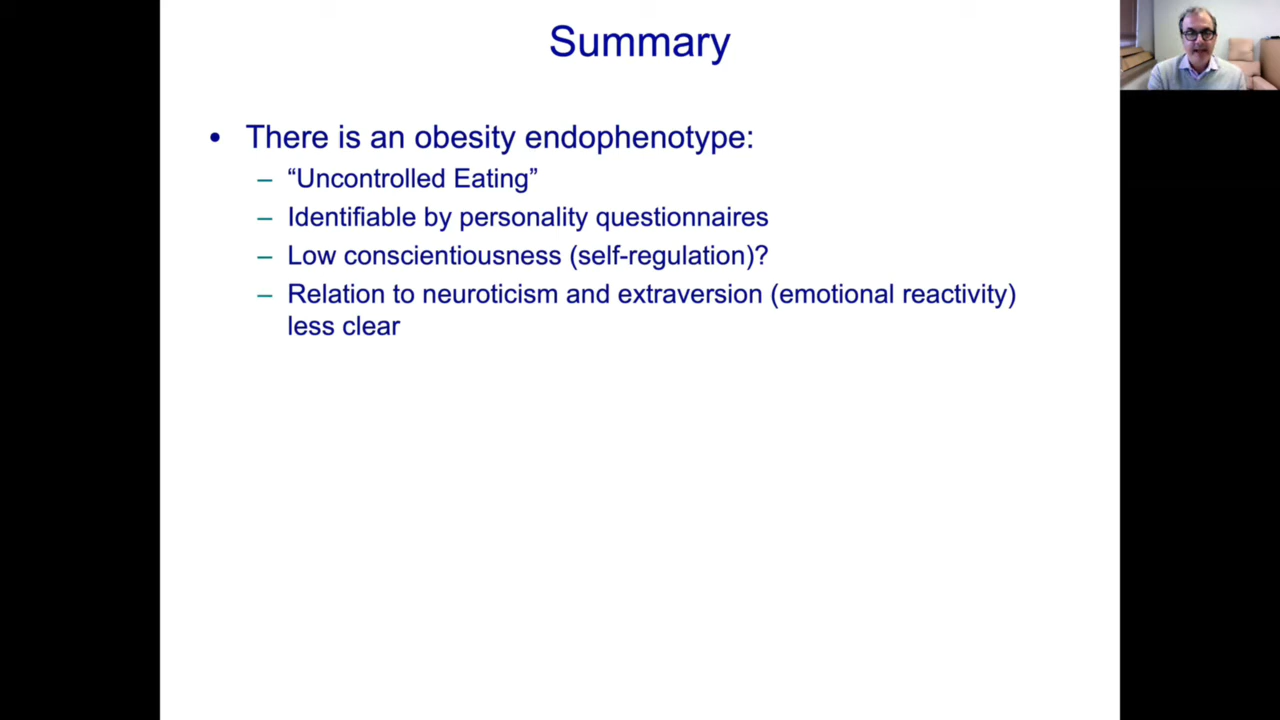 Summary
• There is an obesity endophenotype:
– “Uncontrolled Eating”
– Identifiable by personality questionnaires
– Low conscientiousness (self-regulation)?
– Relation to neuroticism and extraversion (emotional reactivity)
less clear